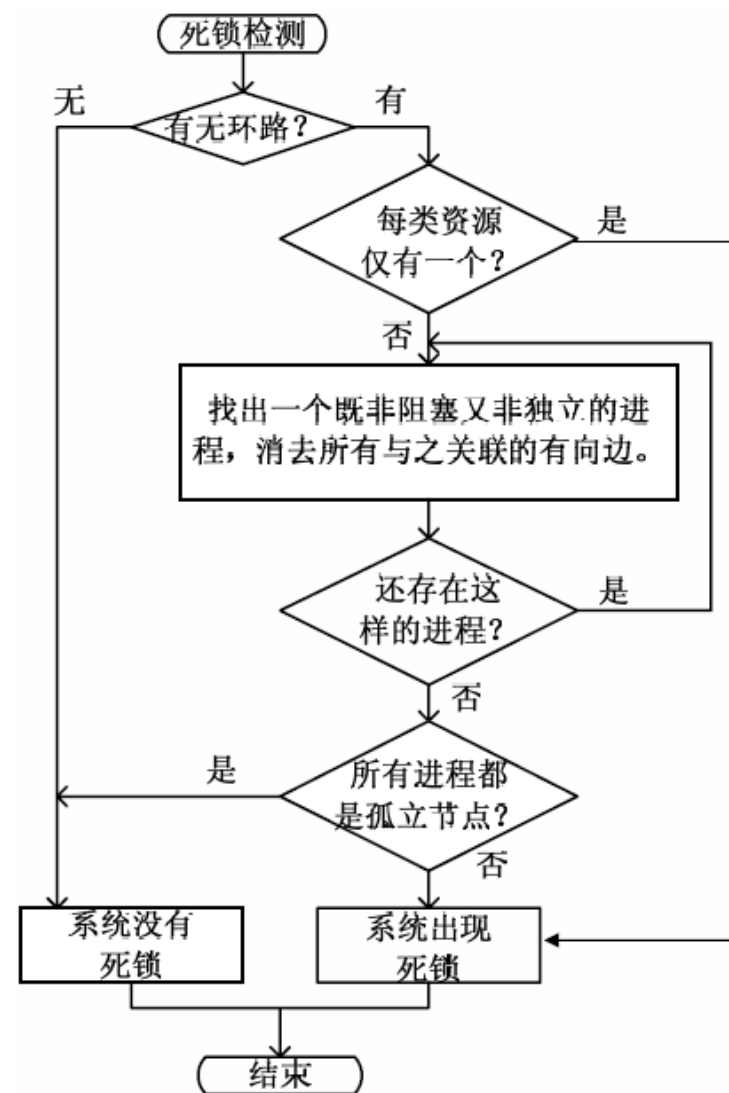 死锁检测
无
有
有无环路?
每类资源
仅有一个?
是
否
找出一个既非阻塞又非独立的进
程，消去所有与之关联的有向边。
还存在这
样的进程?
是
否
是
所有进程都
是孤立节点?
否
系统没有
死锁
系统出现
死锁
结束